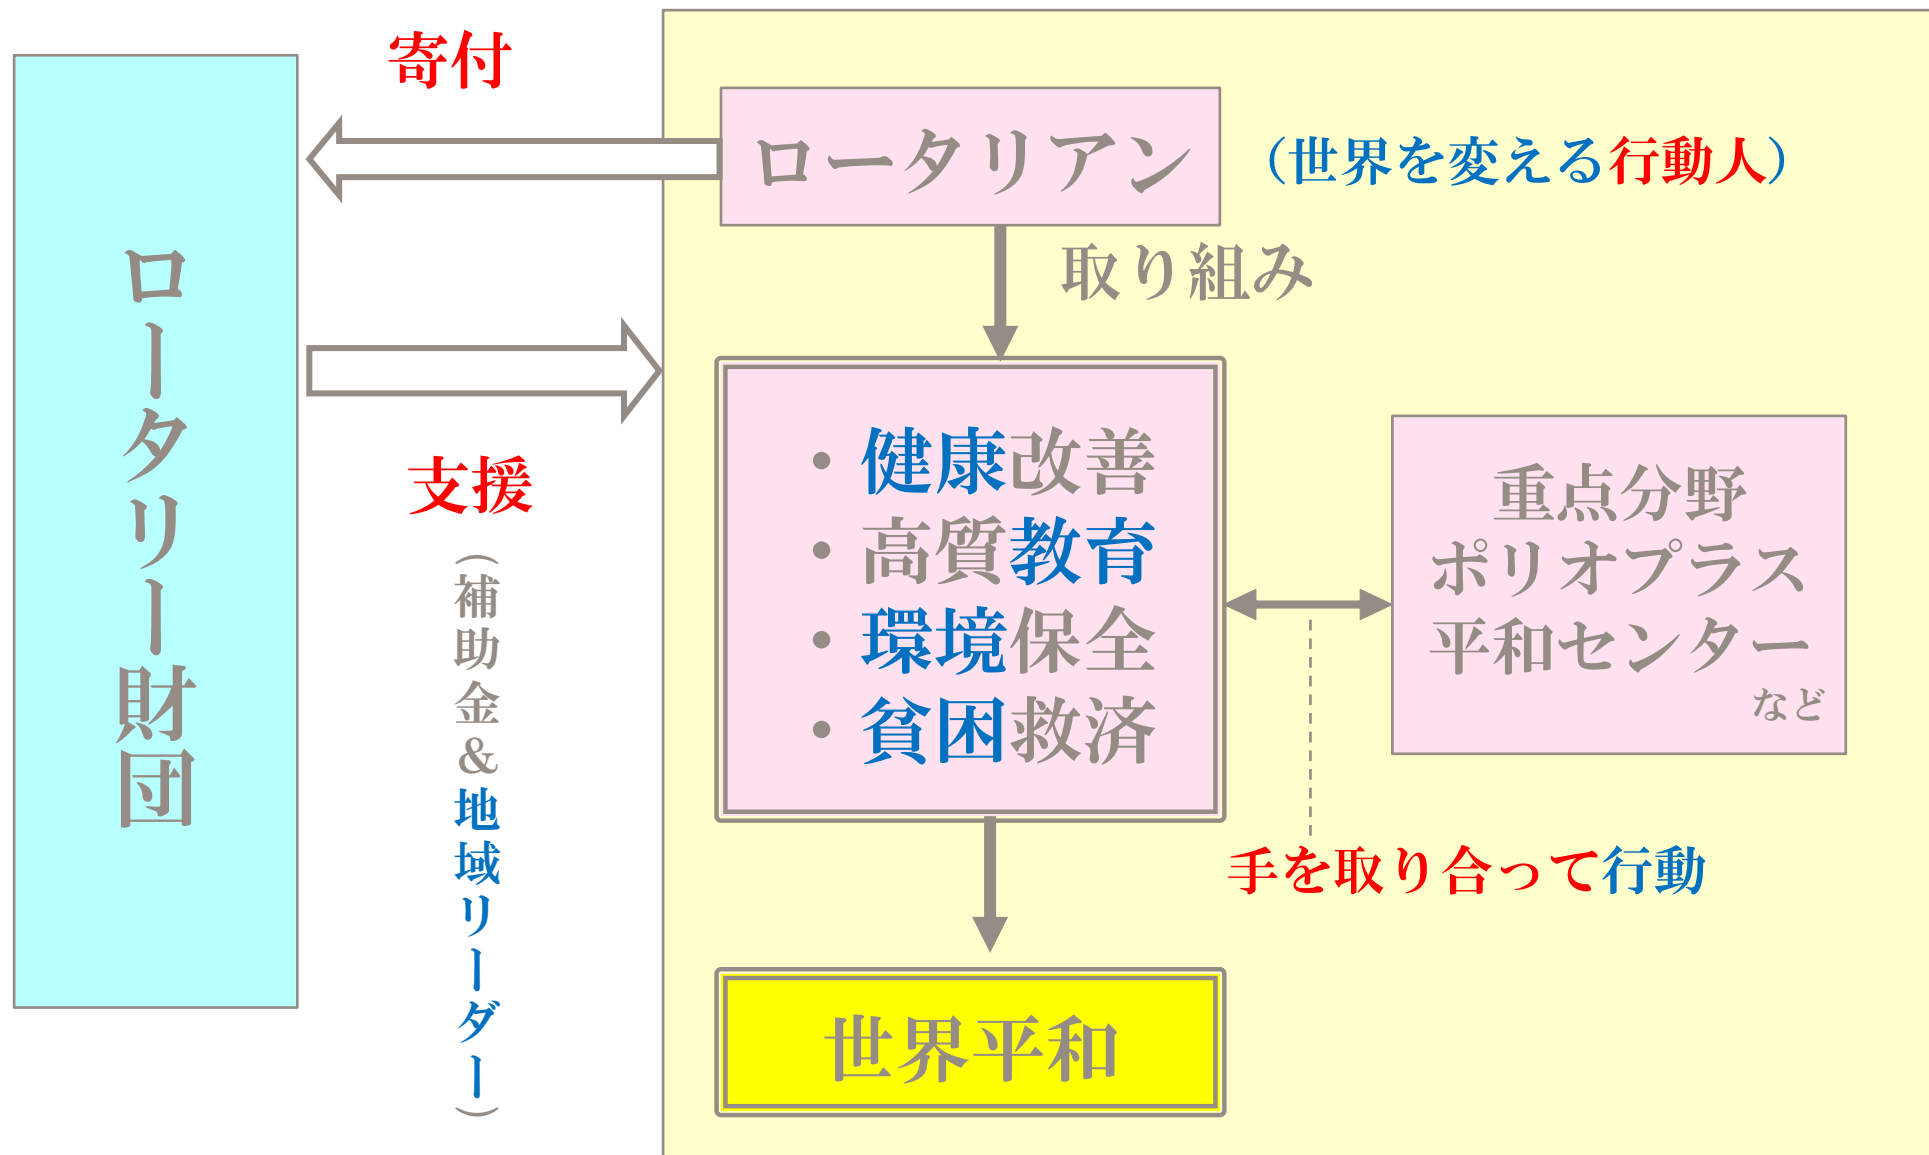 ロータリー財団
寄付
支援
（補助金＆地域リーダー）
ロータリアン
（世界を変える行動人）
取り組み
・健康改善
・高質教育
・環境保全
・貧困救済
重点分野
ポリオプラス
平和センター
など
手を取り合って行動
世界平和